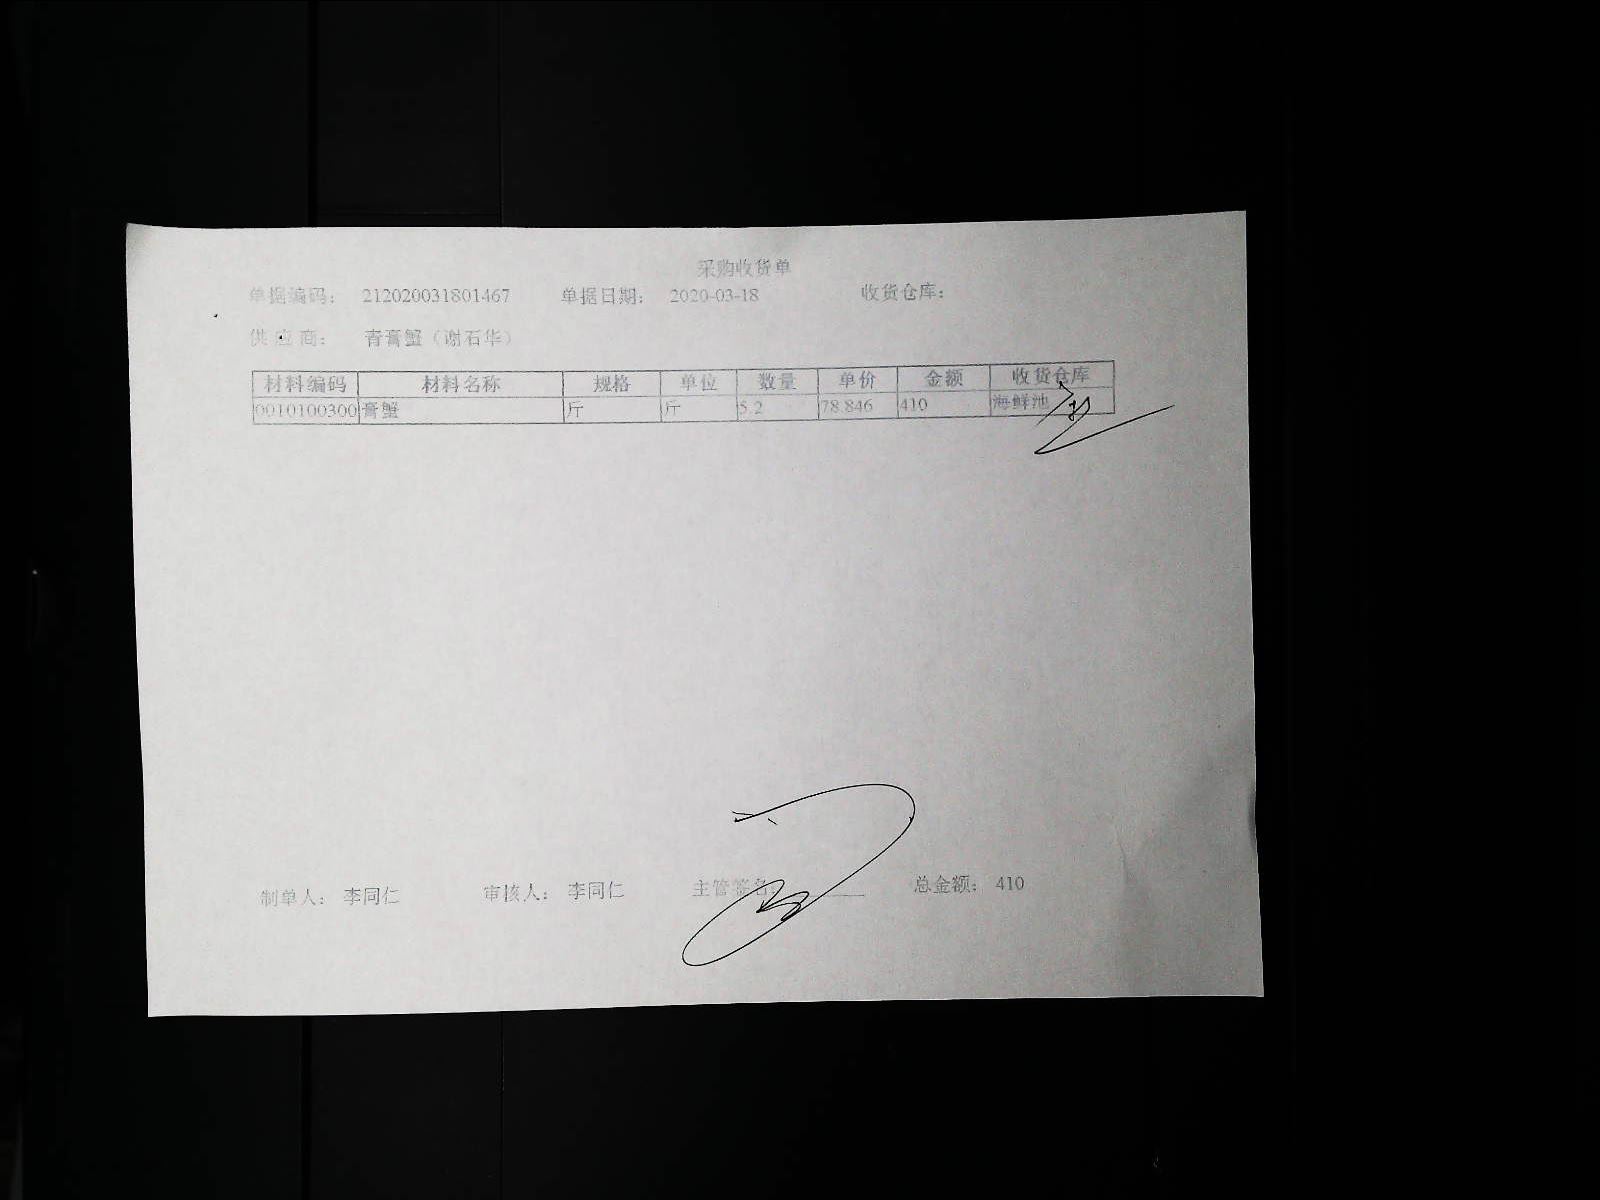 采购收货单
单据编码： 212020031801467 单据日期： 2020-03-18 收货仓库：
供应商： 青膏蟹（谢石华）
材料编码 材料名称 规格 单位 数量 单价 金额 收货仓库
0010100300 膏蟹 斤 斤 5.2 78.846 410 海鲜池
制单人： 李同仁 审核人： 李同仁 主管签名： 总金额： 410